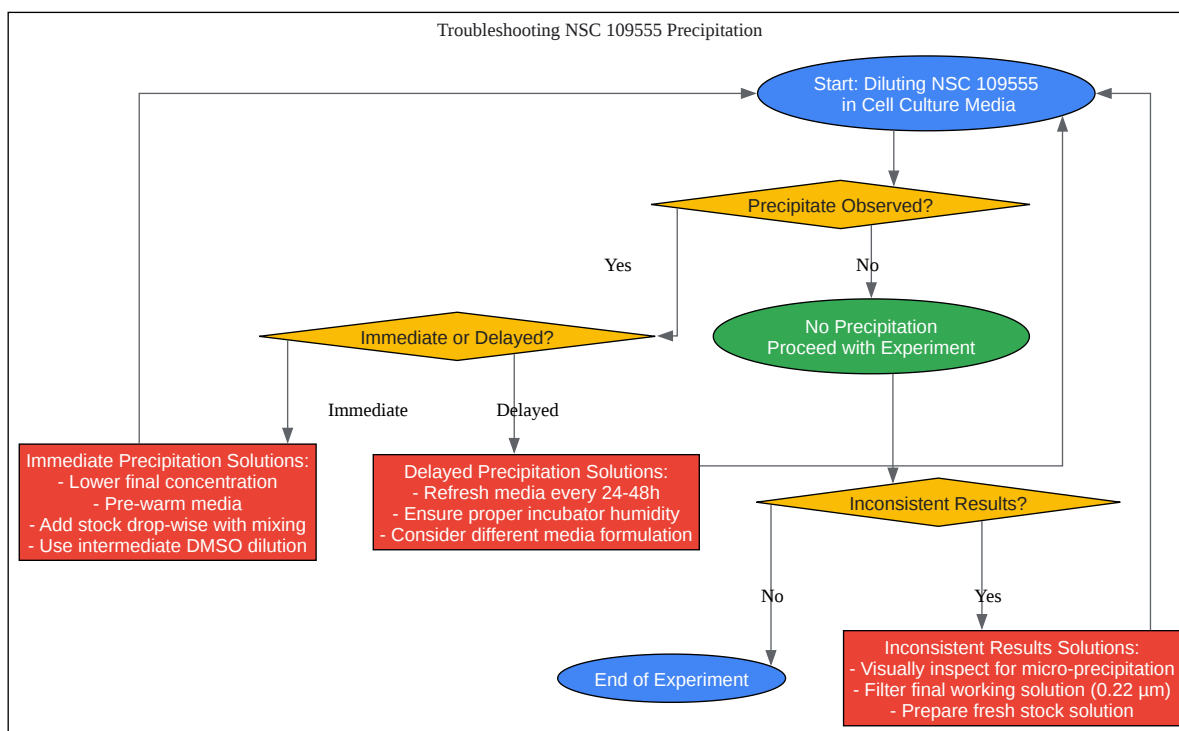 Troubleshooting NSC 109555 Precipitation
Start: Diluting NSC 109555
in Cell Culture Media
Precipitate Observed?
Yes
No
Immediate or Delayed?
No Precipitation
Proceed with Experiment
Immediate
Delayed
Immediate Precipitation Solutions:
- Lower final concentration
- Pre-warm media
- Add stock drop-wise with mixing
- Use intermediate DMSO dilution
Delayed Precipitation Solutions:
- Refresh media every 24-48h
- Ensure proper incubator humidity
- Consider different media formulation
Inconsistent Results?
No
Yes
End of Experiment
Inconsistent Results Solutions:
- Visually inspect for micro-precipitation
- Filter final working solution (0.22 µm)
- Prepare fresh stock solution